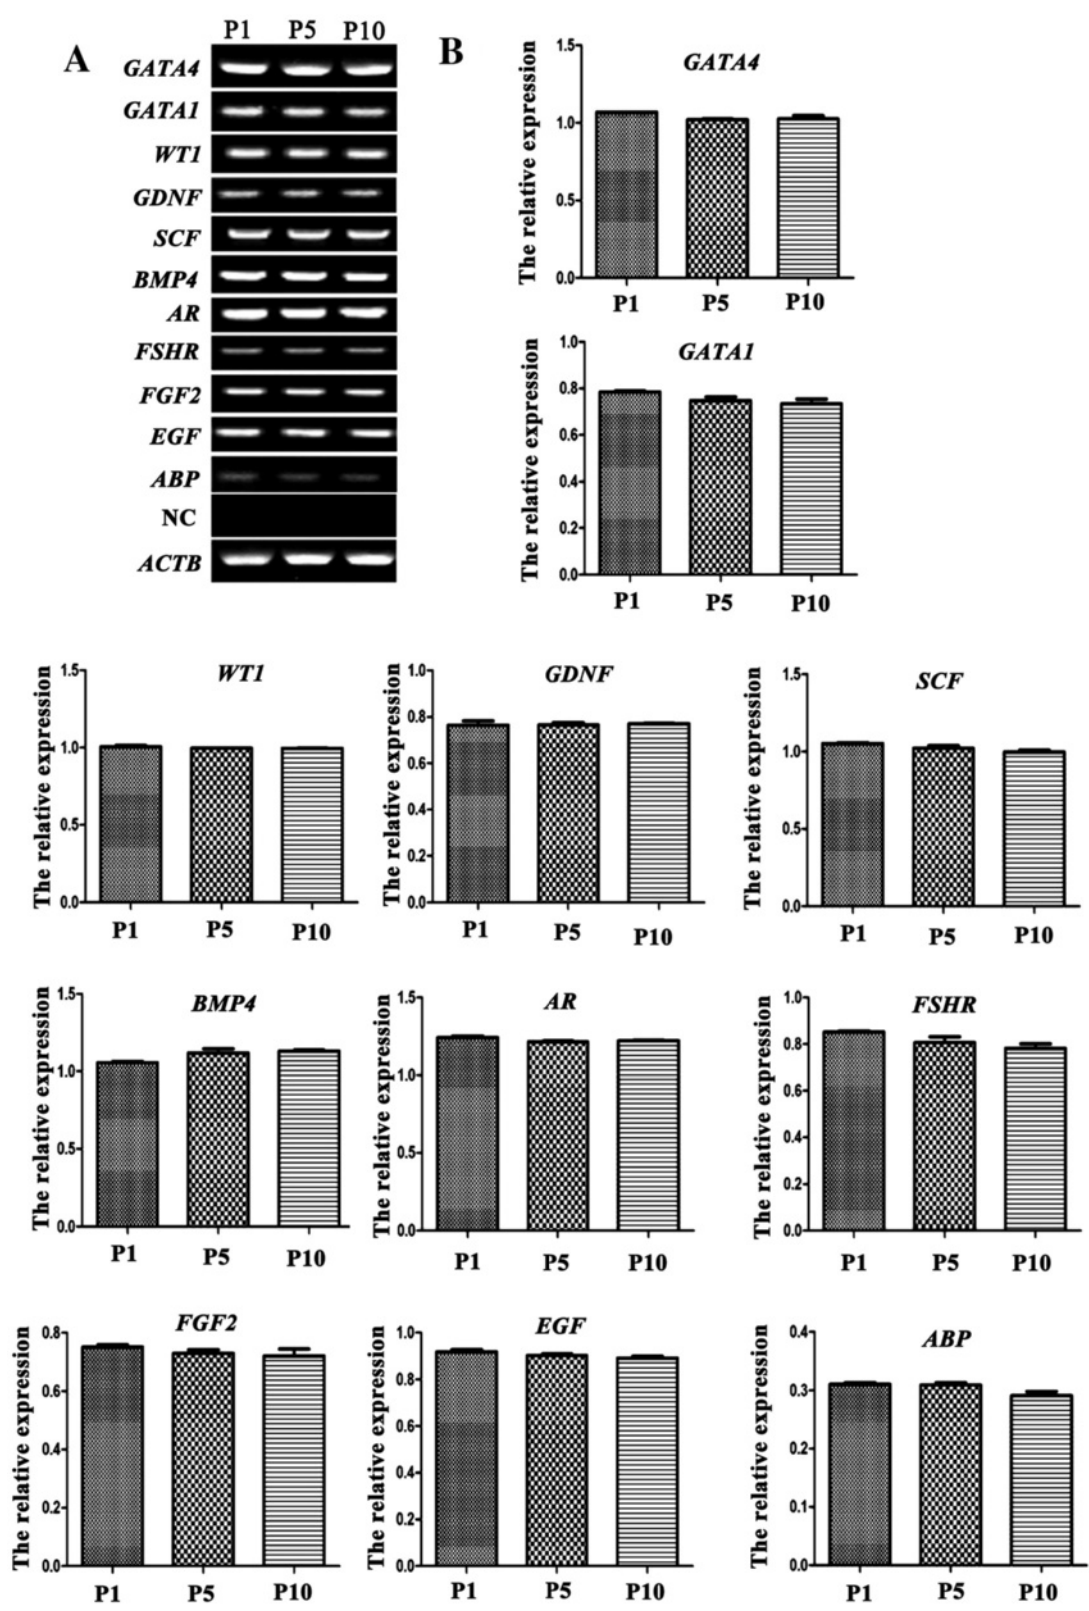 A
P1 P5 P10
GATA4
GATA1
WT1
GDNF
SCF
BMP4
AR
FSHR
FGF2
EGF
ABP
NC
ACTB
B
GATA4
The relative expression
1.5
1.0
0.5
0.0
P1 P5 P10
GATA1
The relative expression
1.0
0.8
0.6
0.4
0.2
0.0
P1 P5 P10
WT1
The relative expression
1.5
1.0
0.5
0.0
P1 P5 P10
GDNF
The relative expression
1.0
0.8
0.6
0.4
0.2
0.0
P1 P5 P10
SCF
The relative expression
1.5
1.0
0.5
0.0
P1 P5 P10
BMP4
The relative expression
1.5
1.0
0.5
0.0
P1 P5 P10
AR
The relative expression
1.5
1.0
0.5
0.0
P1 P5 P10
FSHR
The relative expression
1.0
0.8
0.6
0.4
0.2
0.0
P1 P5 P10
FGF2
The relative expression
0.8
0.6
0.4
0.2
0.0
P1 P5 P10
EGF
The relative expression
1.0
0.8
0.6
0.4
0.2
0.0
P1 P5 P10
ABP
The relative expression
0.4
0.3
0.2
0.1
0.0
P1 P5 P10